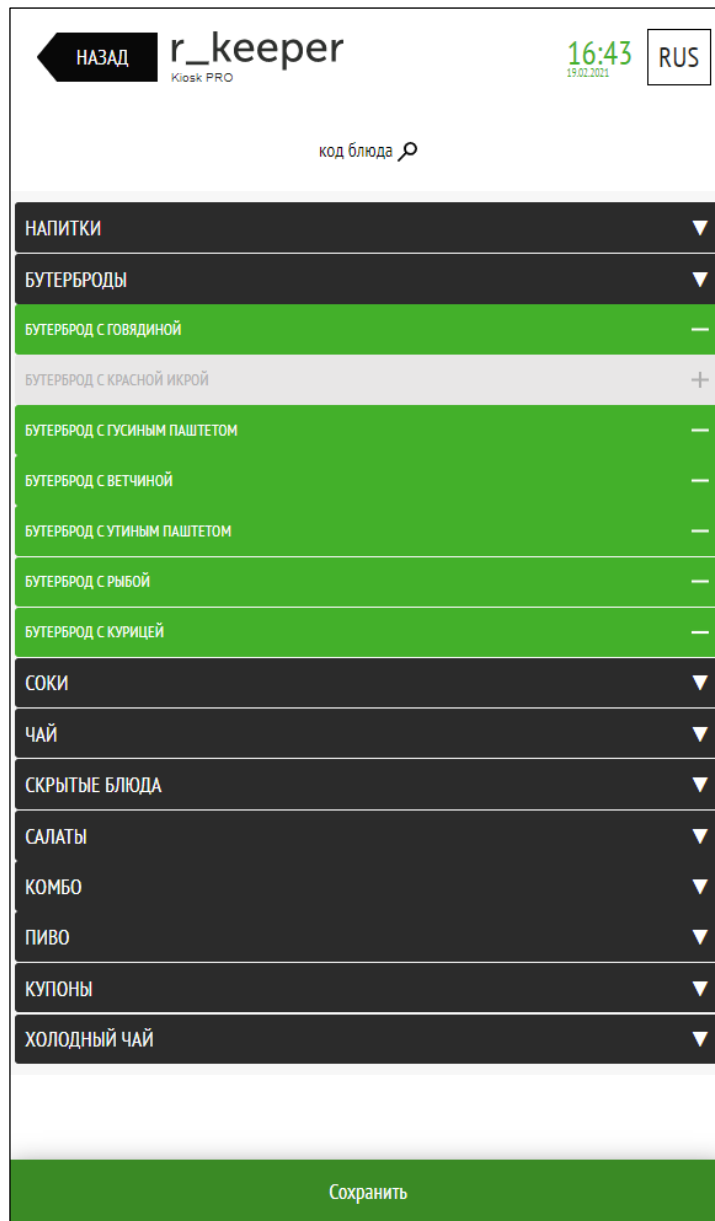 НАЗАД
r_keeper
Kiosk PRO
16:43
19.02.2021
RUS
код блюда
НАПИТКИ
БУТЕРБРОДЫ
БУТЕРБРОД С ГОВЯДИНОЙ
БУТЕРБРОД С КРАСНОЙ ИКРОЙ
БУТЕРБРОД С ГУСИНЫМ ПАШТЕТОМ
БУТЕРБРОД С ВЕТЧИНОЙ
БУТЕРБРОД С УТИНЫМ ПАШТЕТОМ
БУТЕРБРОД С РЫБОЙ
БУТЕРБРОД С КУРИЦЕЙ
СОКИ
ЧАЙ
СКРЫТЫЕ БЛЮДА
САЛАТЫ
КОМБО
ПИВО
КУПОНЫ
ХОЛОДНЫЙ ЧАЙ
Сохранить